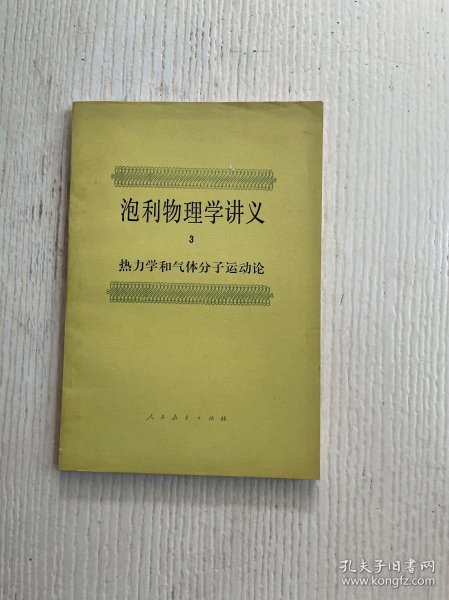 泡利物理学讲义
3
热力学和气体分子运动论
人民教育出版社
孔夫子旧书网
www.kongfz.com